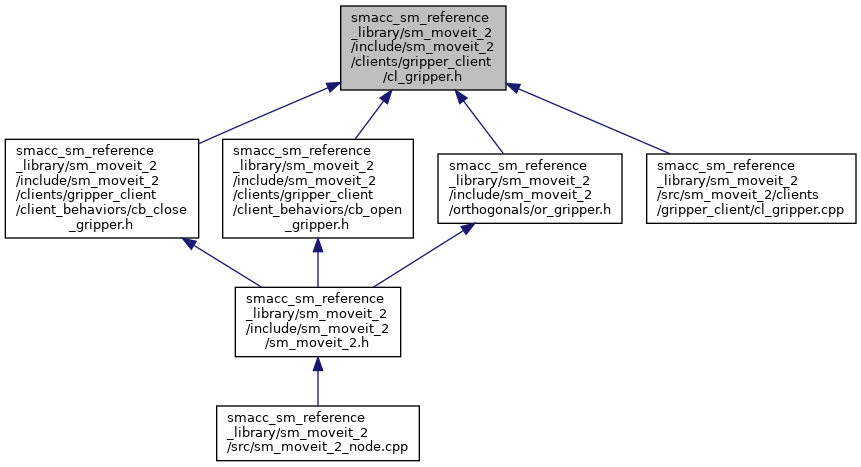 smacc_sm_reference
_library/sm_moveit_2
/include/sm_moveit_2
/clients/gripper_client
/cl_gripper.h
smacc_sm_reference
_library/sm_moveit_2
/include/sm_moveit_2
/clients/gripper_client
/client_behaviors/cb_close
_gripper.h
smacc_sm_reference
_library/sm_moveit_2
/include/sm_moveit_2
/clients/gripper_client
/client_behaviors/cb_open
_gripper.h
smacc_sm_reference
_library/sm_moveit_2
/include/sm_moveit_2
/orthogonals/or_gripper.h
smacc_sm_reference
_library/sm_moveit_2
/src/sm_moveit_2/clients
/gripper_client/cl_gripper.cpp
smacc_sm_reference
_library/sm_moveit_2
/include/sm_moveit_2
/sm_moveit_2.h
smacc_sm_reference
_library/sm_moveit_2
/src/sm_moveit_2_node.cpp